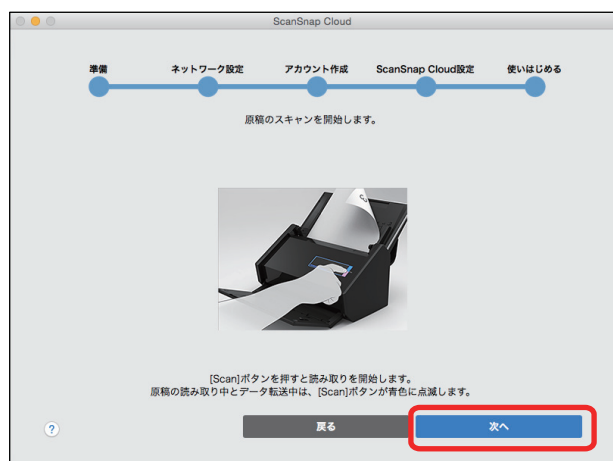 ScanSnap Cloud
準備 ネットワーク設定 アカウント作成 ScanSnap Cloud設定 使いはじめる
原稿のスキャンを開始します。
[Scan]ボタンを押すと読み取りを開始します。
原稿の読み取り中とデータ転送中は、[Scan]ボタンが青色に点滅します。
? 戻る 次へ